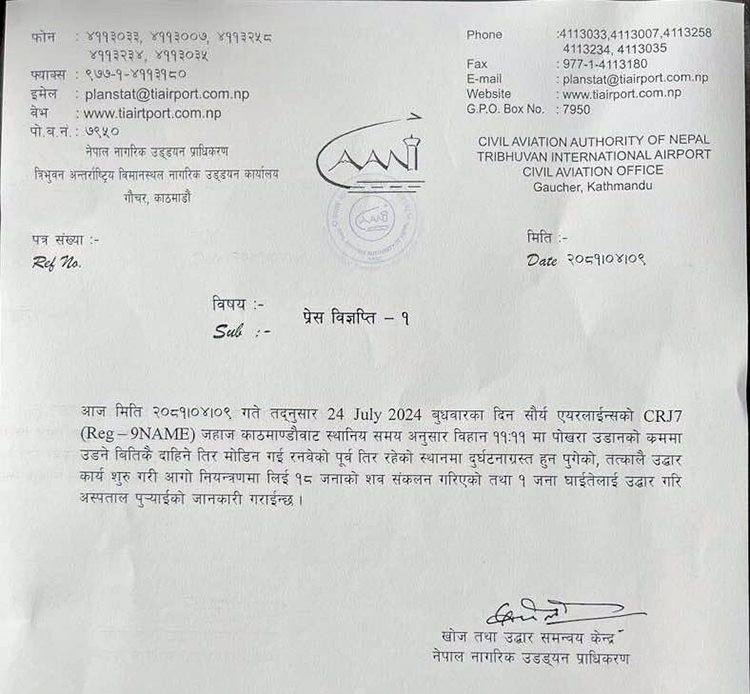 फोन : ४११३०३३, ४११३००७, ४११३२५८
४११३२३४, ४११३०३५
फ्याक्स : ९७७-१-४११३१८०
इमेल : planstat@tiairport.com.np
वेभ : www.tiairtport.com.np
पो.ब.नं. : ७९५०
नेपाल नागरिक उड्डयन प्राधिकरण
त्रिभुवन अन्तर्राष्ट्रिय विमानस्थल नागरिक उड्डयन कार्यालय
गौचर, काठमाडौं
CAANI
Phone :4113033,4113007,4113258
4113234, 4113035
Fax : 977-1-4113180
E-mail : planstat@tiairport.com.np
Website : www.tiairport.com.np
G.P.O. Box No. : 7950
CIVIL AVIATION AUTHORITY OF NEPAL
TRIBHUVAN INTERNATIONAL AIRPORT
CIVIL AVIATION OFFICE
Gaucher, Kathmandu
पत्र संख्या :-
Ref No.
मिति :-
Date २०८१।०४।०९
विषय :-
Sub :-
प्रेस विज्ञप्ति – १
आज मिति २०८१।०४।०९ गते तद्नुसार 24 July 2024 बुधवारका दिन सौर्य एयरलाईन्सको CRJ7
(Reg – 9NAME) जहाज काठमाण्डौवाट स्थानिय समय अनुसार विहान ११:११ मा पोखरा उडानको क्रममा
उड्ने बितिकै दाहिने तिर मोडिन गई रनवेको पूर्व तिर रहेको स्थानमा दुर्घटनाग्रस्त हुन पुगेको, तत्कालै उद्धार
कार्य शुरु गरी आगो नियन्त्रणमा लिई १८ जनाको शव संकलन गरिएको तथा १ जना घाईतेलाई उद्धार गरि
अस्पताल पुर्‍याईको जानकारी गराईन्छ ।
खोज तथा उद्धार समन्वय केन्द्र
नेपाल नागरिक उडड्यन प्राधिकरण